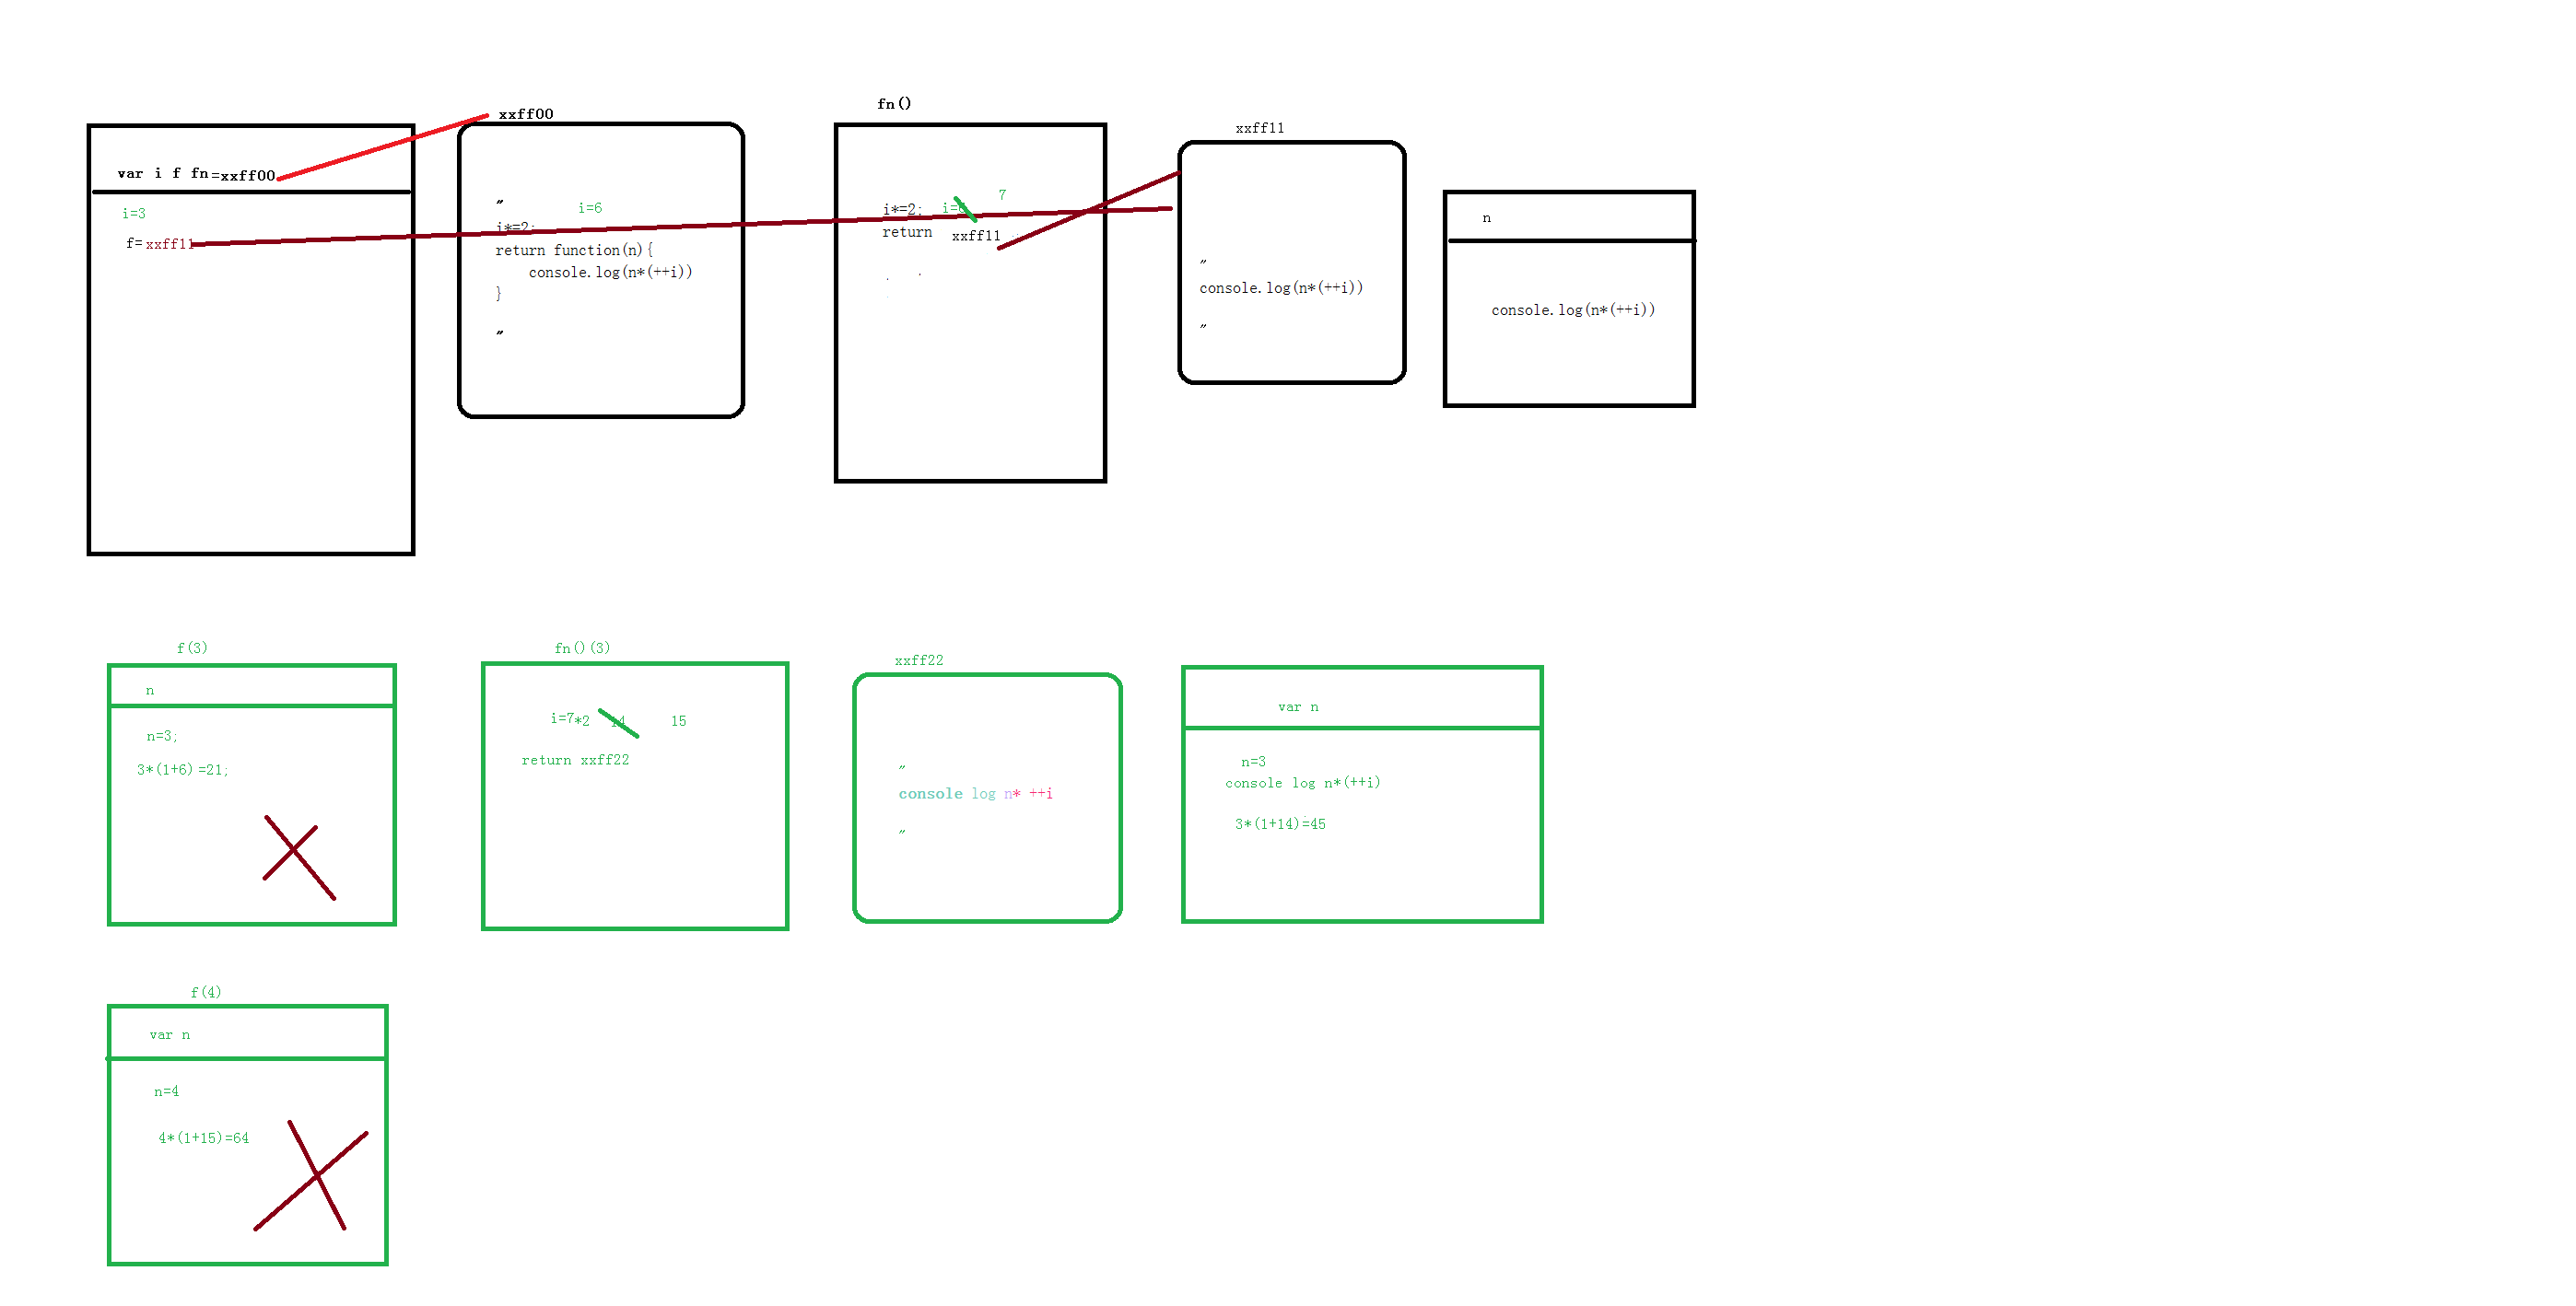 fn()
xxff00
xxff11
var i f fn=xxff00
i=3
f=xxff11
"
i=6
i*=2;
return function(n){
console.log(n*(++i))
}
"
7
i*=2; i=6
return xxff11
"
console.log(n*(++i))
"
n
console.log(n*(++i))
f(3)
n
n=3;
3*(1+6)=21;
fn()(3)
i=7*2 14 15
return xxff22
xxff22
"
console log n* ++i
"
var n
n=3
console log n*(++i)
3*(1+14)=45
f(4)
var n
n=4
4*(1+15)=64